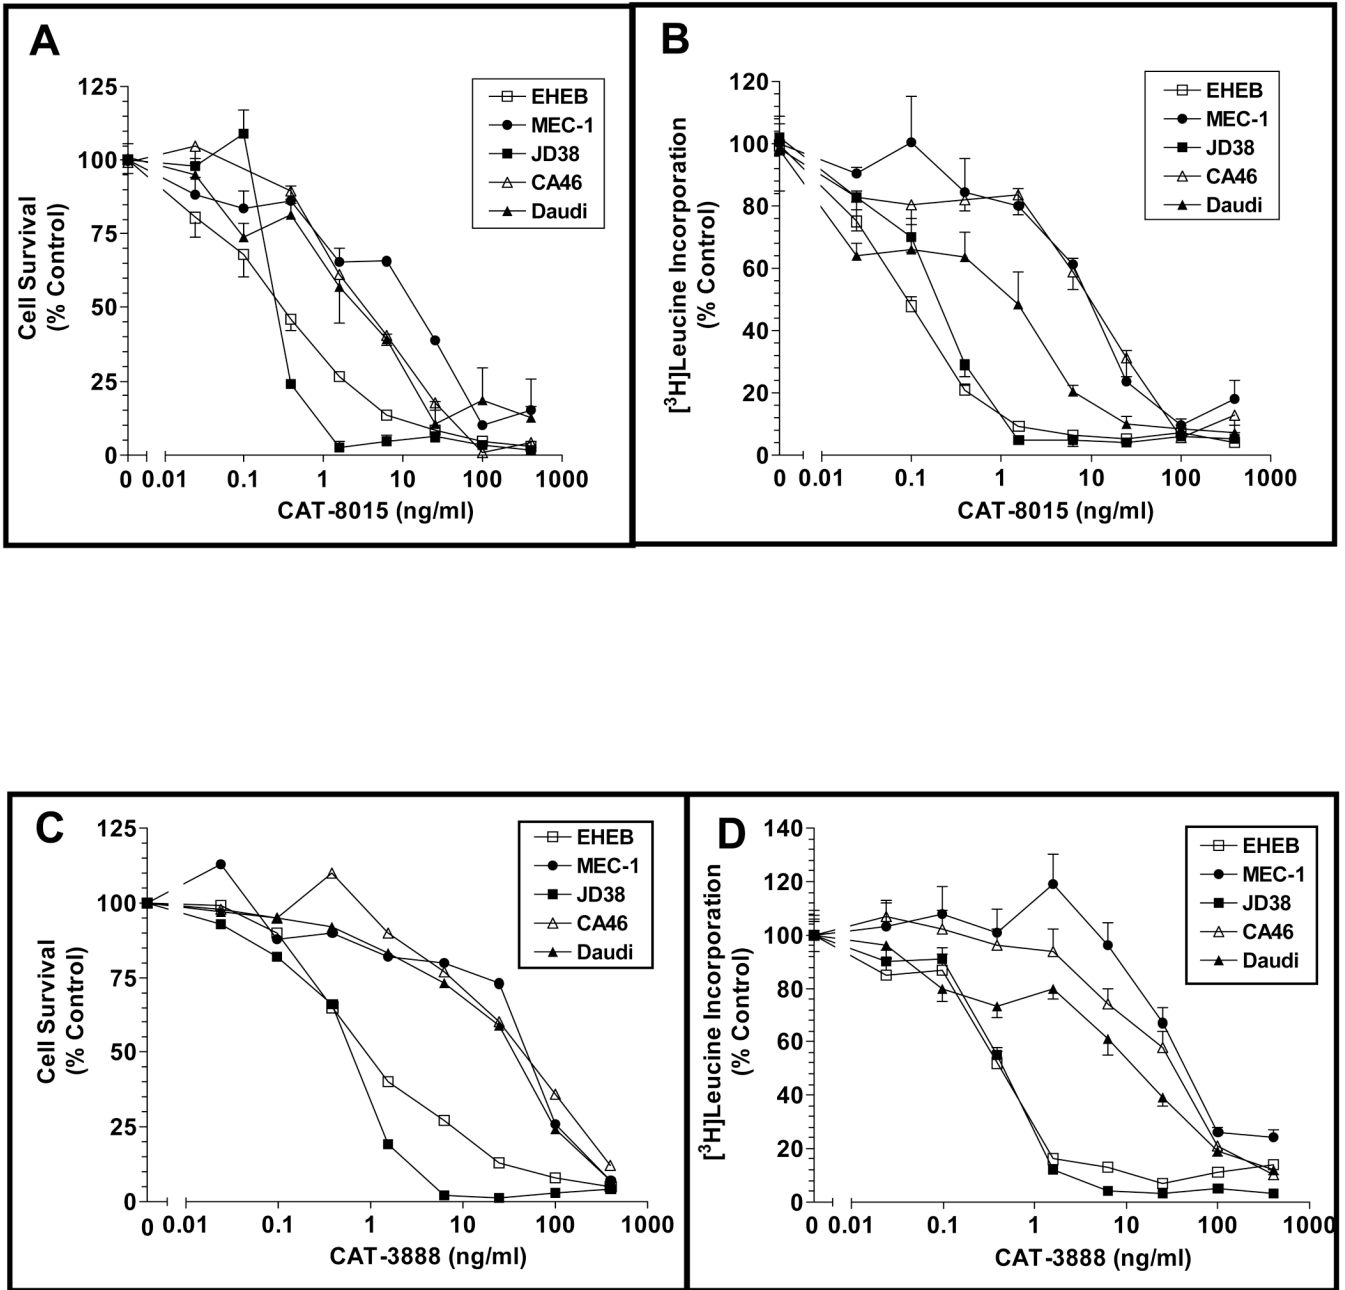 A
Cell Survival
(% Control)
125
100
75
50
25
0
EHEB
MEC-1
JD38
CA46
Daudi
0 0.01 0.1 1 10 100 1000
CAT-8015 (ng/ml)
B
[³H]Leucine Incorporation
(% Control)
120
100
80
60
40
20
0
EHEB
MEC-1
JD38
CA46
Daudi
0 0.01 0.1 1 10 100 1000
CAT-8015 (ng/ml)
C
Cell Survival
(% Control)
125
100
75
50
25
0
EHEB
MEC-1
JD38
CA46
Daudi
0 0.01 0.1 1 10 100 1000
CAT-3888 (ng/ml)
D
[³H]Leucine Incorporation
(% Control)
140
120
100
80
60
40
20
0
EHEB
MEC-1
JD38
CA46
Daudi
0 0.01 0.1 1 10 100 1000
CAT-3888 (ng/ml)